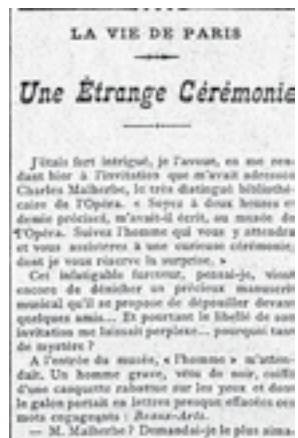 LA VIE DE PARIS
Une Étrange Cérémonie
J'étais fort intrigué, je l'avoue, en me ren-
dant hier à l'invitation que m'avait adressée
Charles Malherbe, le très distingué bibliothé-
caire de l'Opéra. « Soyez à deux heures et
demie précises, m'avait-il écrit, au musée de
l'Opéra. Suivez l'homme qui vous y attendra
et vous assisterez à une curieuse cérémonie,
dont je vous réserve la surprise. »
Cet infatigable fureteur, pensai-je, vient
encore de dénicher un précieux manuscrit
musical qu'il se propose de dépouiller devant
quelques amis... Et pourtant le libellé de son
invitation me laissait perplexe... pourquoi tant
de mystère ?
A l'entrée du musée, « l'homme » m'atten-
dait. Un homme grave, vêtu de noir, coiffé
d'une casquette rabattue sur les yeux et dont
le galon portait en lettres presque effacées ces
mots engageants : Beaux-Arts.
— M. Malherbe ? Demandai-je le plus aima-